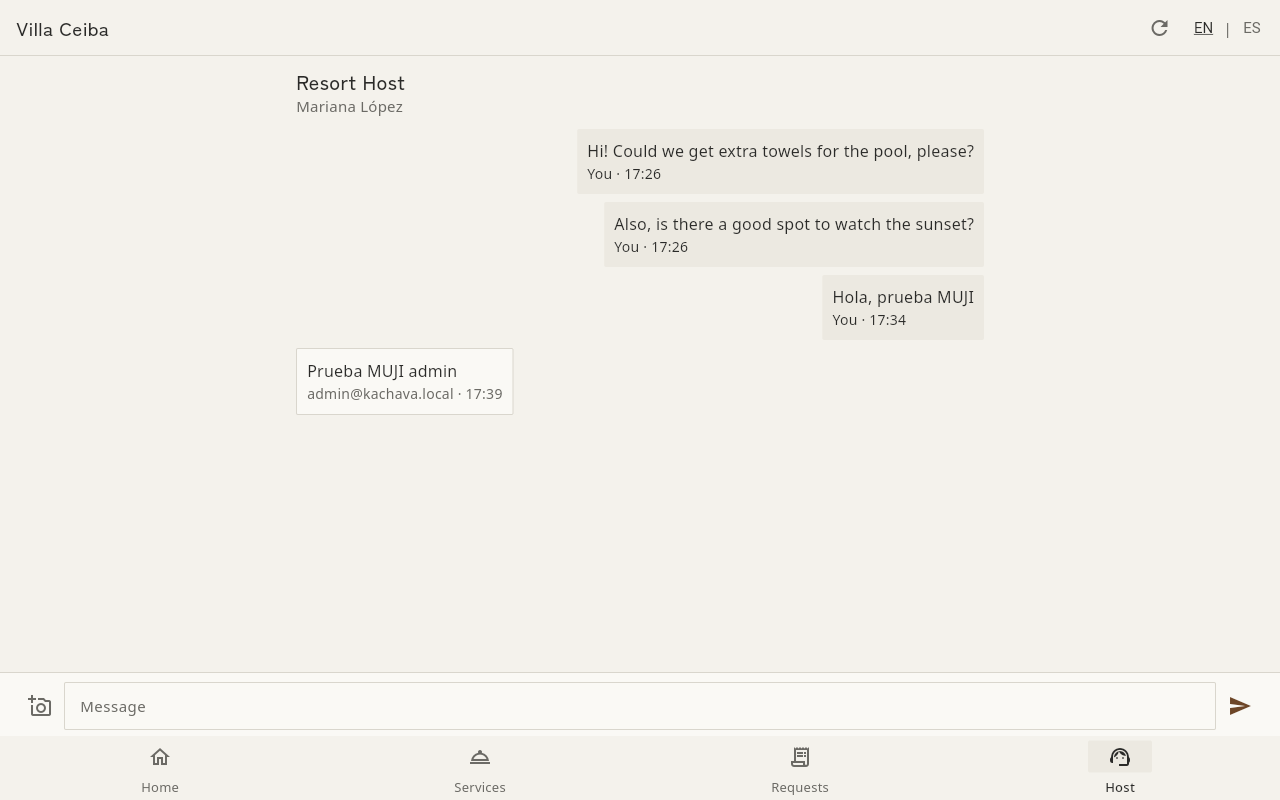 Villa Ceiba
EN | ES
Resort Host
Mariana López
Hi! Could we get extra towels for the pool, please?
You · 17:26
Also, is there a good spot to watch the sunset?
You · 17:26
Hola, prueba MUJI
You · 17:34
Prueba MUJI admin
admin@kachava.local · 17:39
Message
Home
Services
Requests
Host